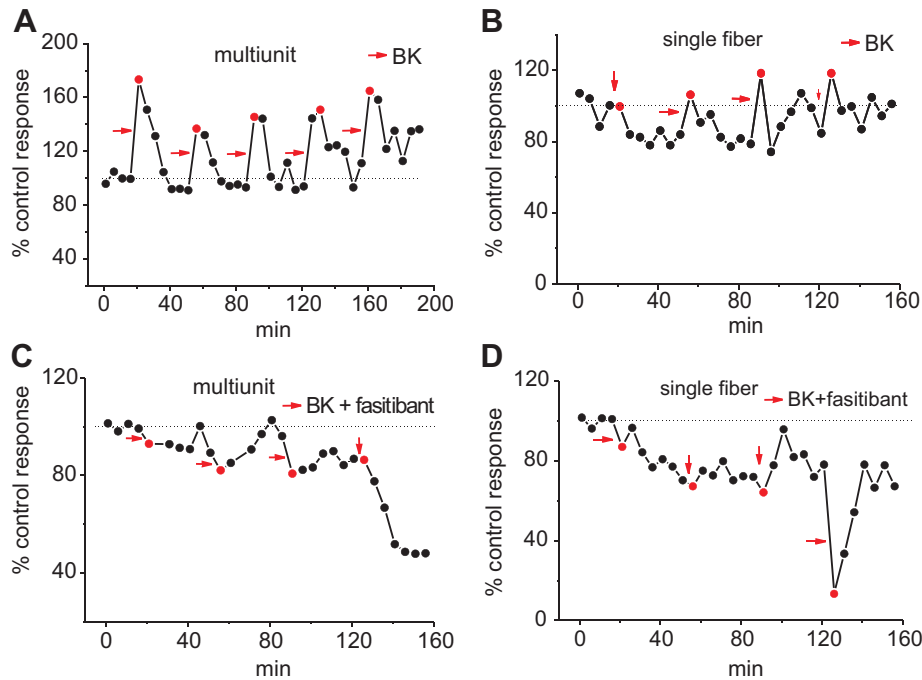 A
multiunit
BK
% control response
200
160
120
80
40
0
40
80
120
160
200
min
B
single fiber
BK
% control response
120
80
40
0
0
40
80
120
160
min
C
multiunit
BK + fasitibant
% control response
120
80
40
0
40
80
120
160
min
D
single fiber
BK+fasitibant
% control response
120
80
40
0
0
40
80
120
160
min